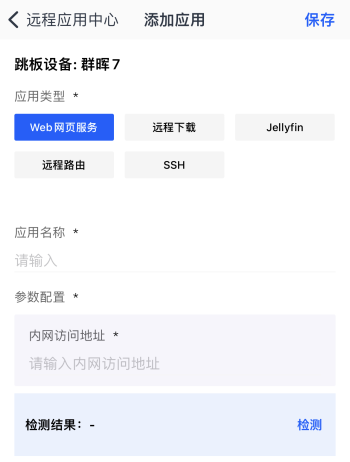 远程应用中心 添加应用 保存
跳板设备: 群晖 7
应用类型 *
Web 网页服务 远程下载 Jellyfin
远程路由 SSH
应用名称 *
请输入
参数配置 *
内网访问地址 *
请输入内网访问地址
检测结果：- 检测